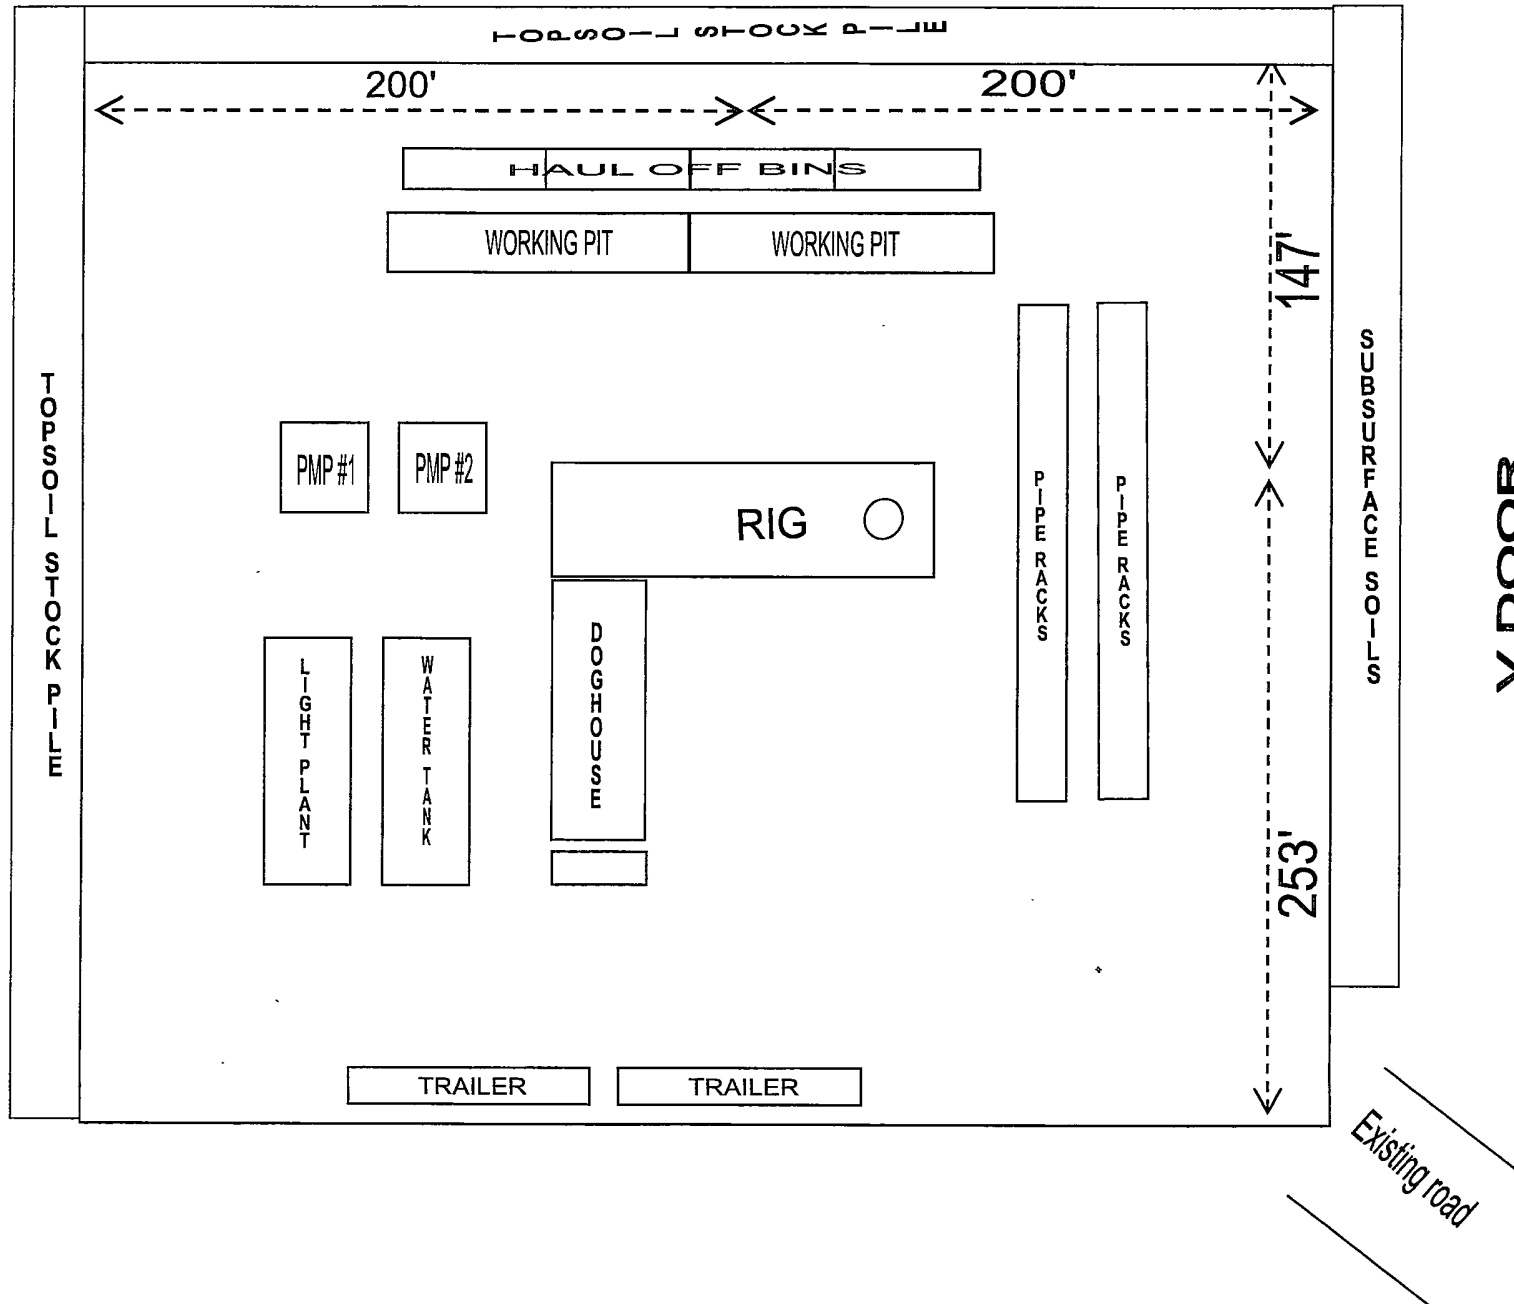 TOPSOIL STOCK PILE
200'
200'
HAUL OFF BINS
WORKING PIT
WORKING PIT
147'
TOPSOIL STOCK PILE
SUBSURFACE SOILS
PMP #1
PMP #2
RIG
PIPE RACKS
PIPE RACKS
DOGHOUSE
LIGHT PLANT
WATER TANK
253'
TRAILER
TRAILER
Existing road